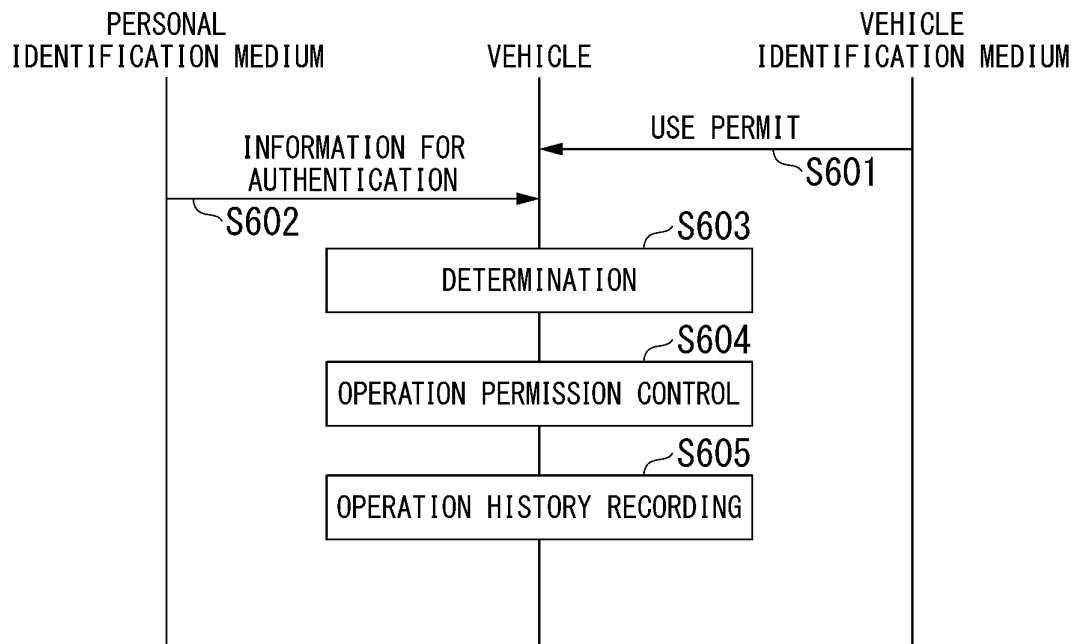 PERSONAL
IDENTIFICATION MEDIUM
VEHICLE
VEHICLE
IDENTIFICATION MEDIUM
USE PERMIT
S601
INFORMATION FOR
AUTHENTICATION
S602
S603
DETERMINATION
S604
OPERATION PERMISSION CONTROL
S605
OPERATION HISTORY RECORDING